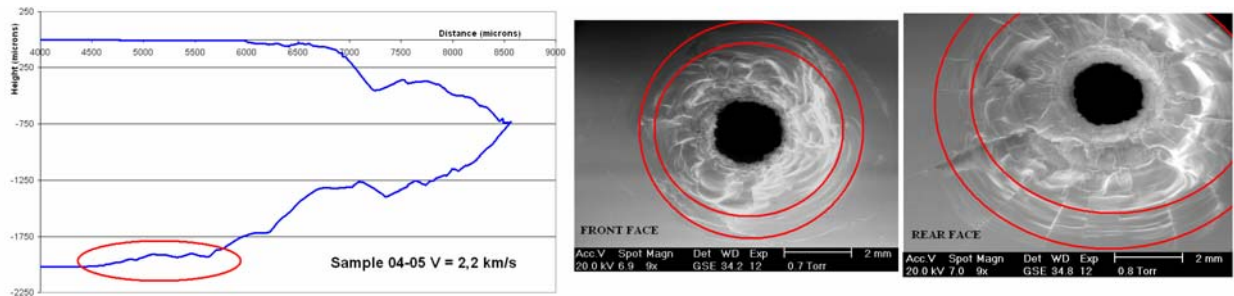 250
Distance (microns)
4000 4500 5000 5500 6000 6500 7000 7500 8000 8500 9000
-250
Height (microns)
-750
-1250
-1750
-2250
Sample 04-05 V = 2,2 km/s
FRONT FACE
Acc.V Spot Magn Det WD Exp 2 mm
20.0 kV 6.9 9x GSE 34.2 12 0.7 Torr
REAR FACE
Acc.V Spot Magn Det WD Exp 2 mm
20.0 kV 7.0 9x GSE 34.8 12 0.8 Torr